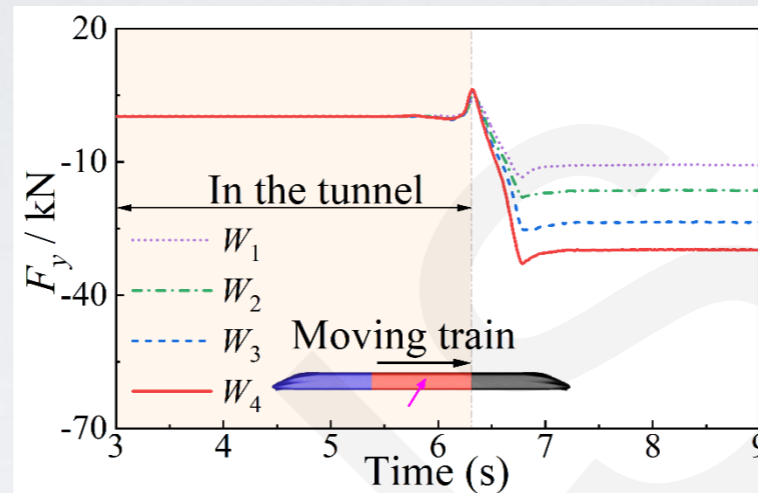 20
-10
-40
-70
F_y / kN
In the tunnel
W_1
W_2
W_3
W_4
Moving train
3 4 5 6 7 8 9
Time (s)